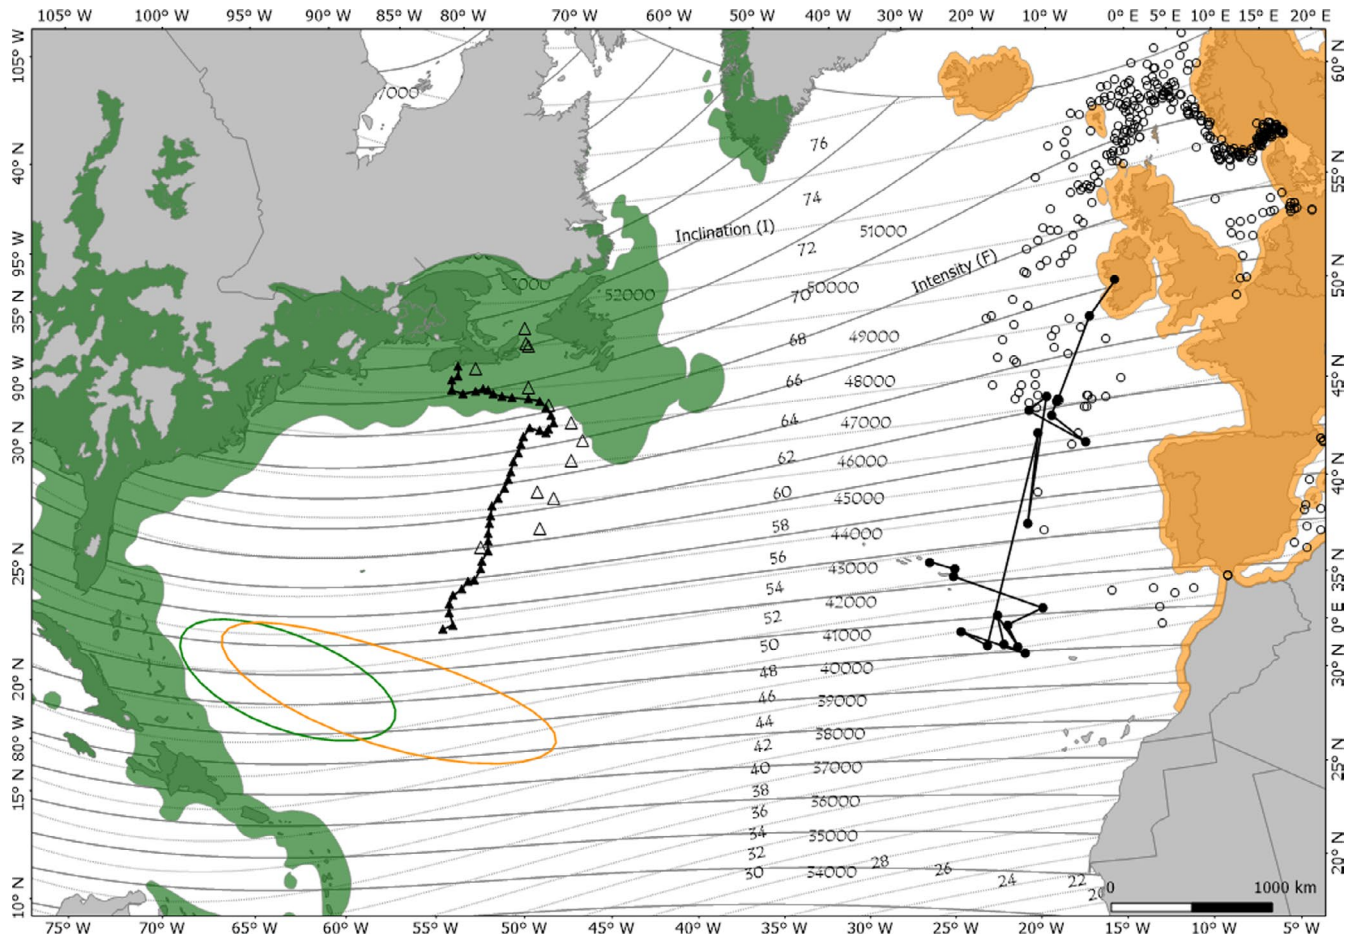 105° W 100° W 95° W 90° W 85° W 80° W 70° W 60° W 50° W 40° W 30° W 20° W 10° W 0° E 5° E 10° E 15° E 20° E
105° W
40° N
95° W
35° N
90° W
30° N
25° N
20° N
80° W
15° N
10° N
60° N
55° N
50° N
45° N
40° N
35° N
0° E
30° N
25° N
20° N
76
74
Inclination (I)
72
51000
Intensity (F)
70
50000
52000
68
49000
66
48000
64
47000
62
46000
60
45000
58
44000
56
43000
54
42000
52
41000
50
40000
48
39000
46
44
38000
42
40
37000
38
36000
36
34
35000
32
30
34000
28
26
24
22
0 1000 km
75° W 70° W 65° W 60° W 55° W 50° W 45° W 40° W 35° W 30° W 25° W 20° W 15° W 10° W 5° W